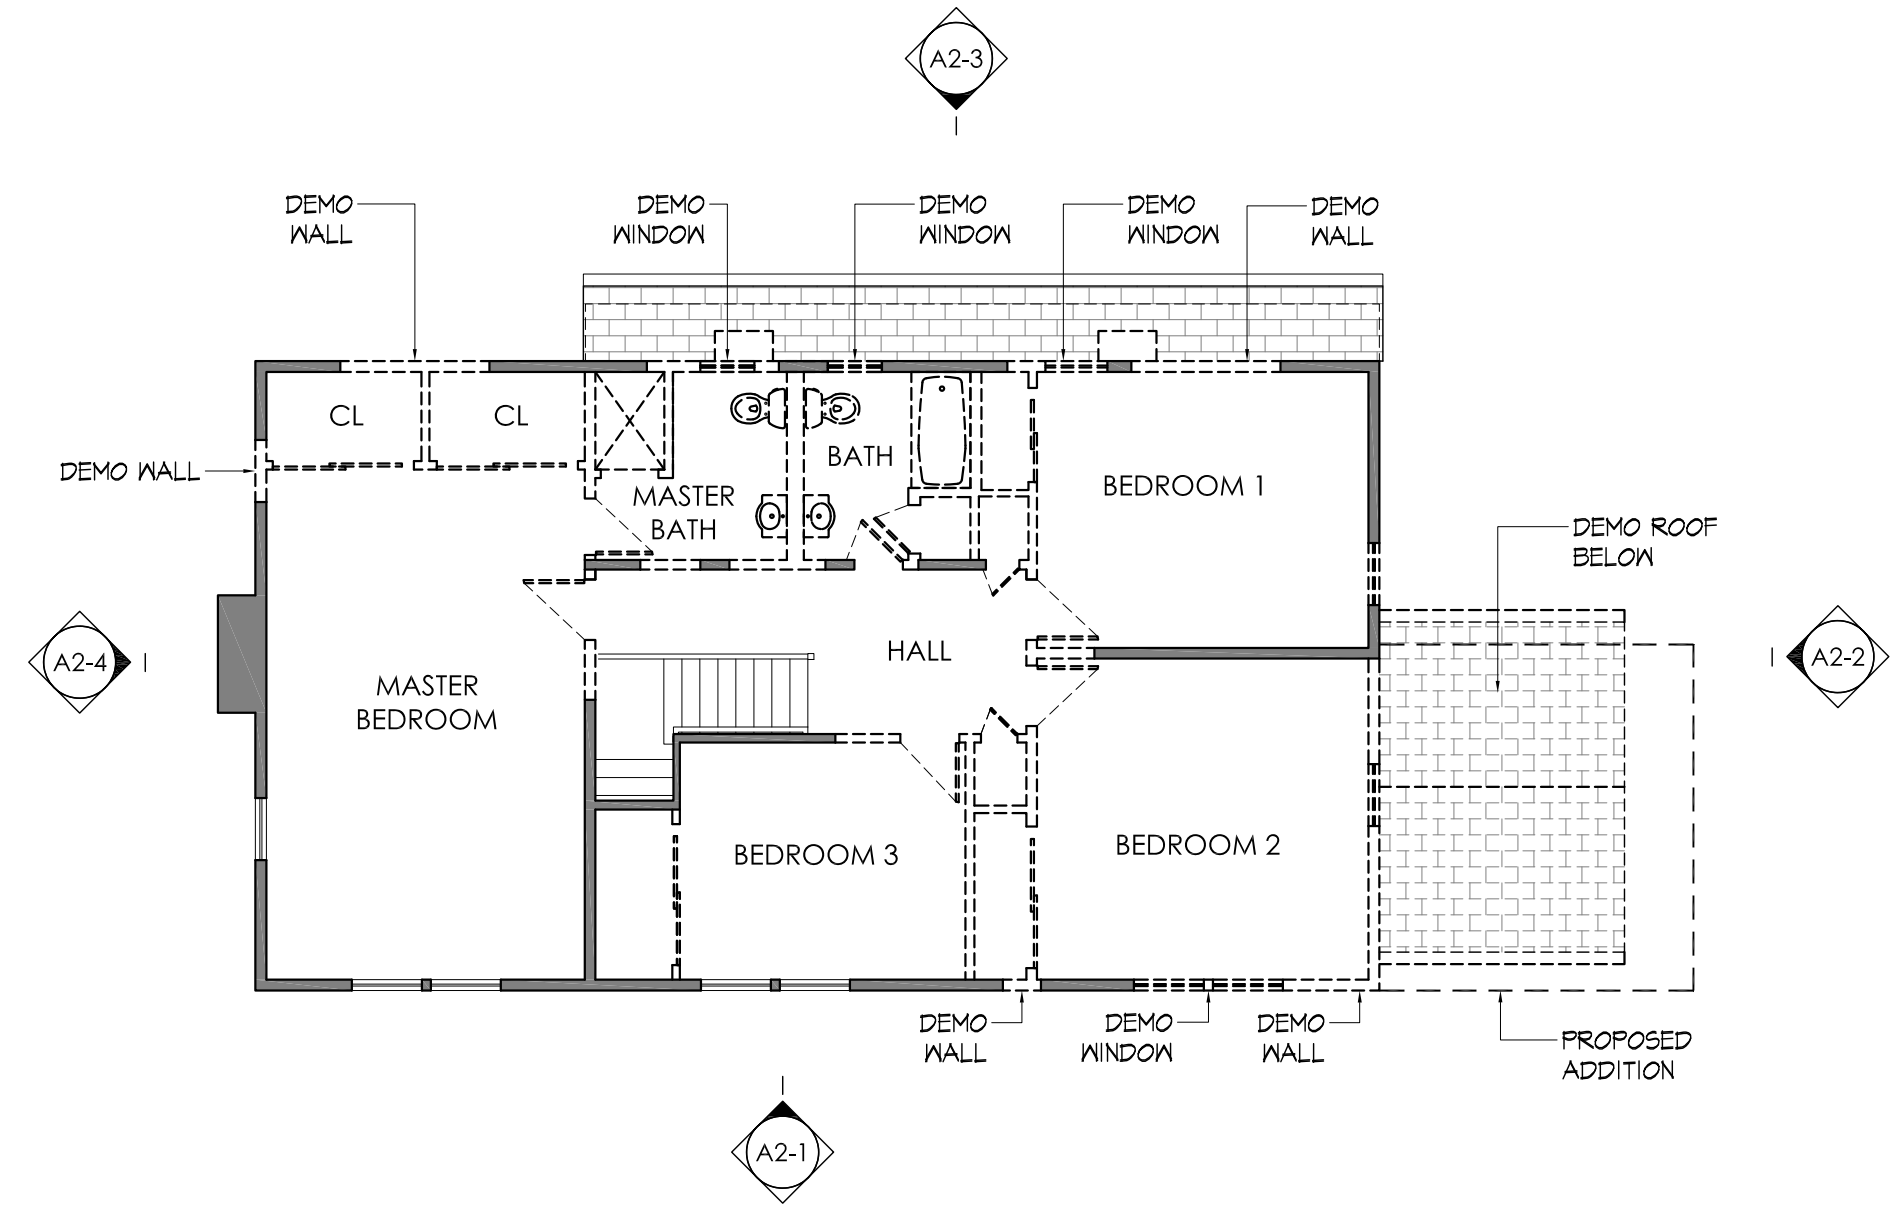 A2-3
DEMO
WALL
DEMO
WINDOW
DEMO
WINDOW
DEMO
WINDOW
DEMO
WALL
CL
CL
DEMO WALL
BATH
MASTER
BATH
BEDROOM 1
DEMO ROOF
BELOW
A2-4
HALL
A2-2
MASTER
BEDROOM
BEDROOM 3
BEDROOM 2
DEMO
WALL
DEMO
WINDOW
DEMO
WALL
PROPOSED
ADDITION
A2-1